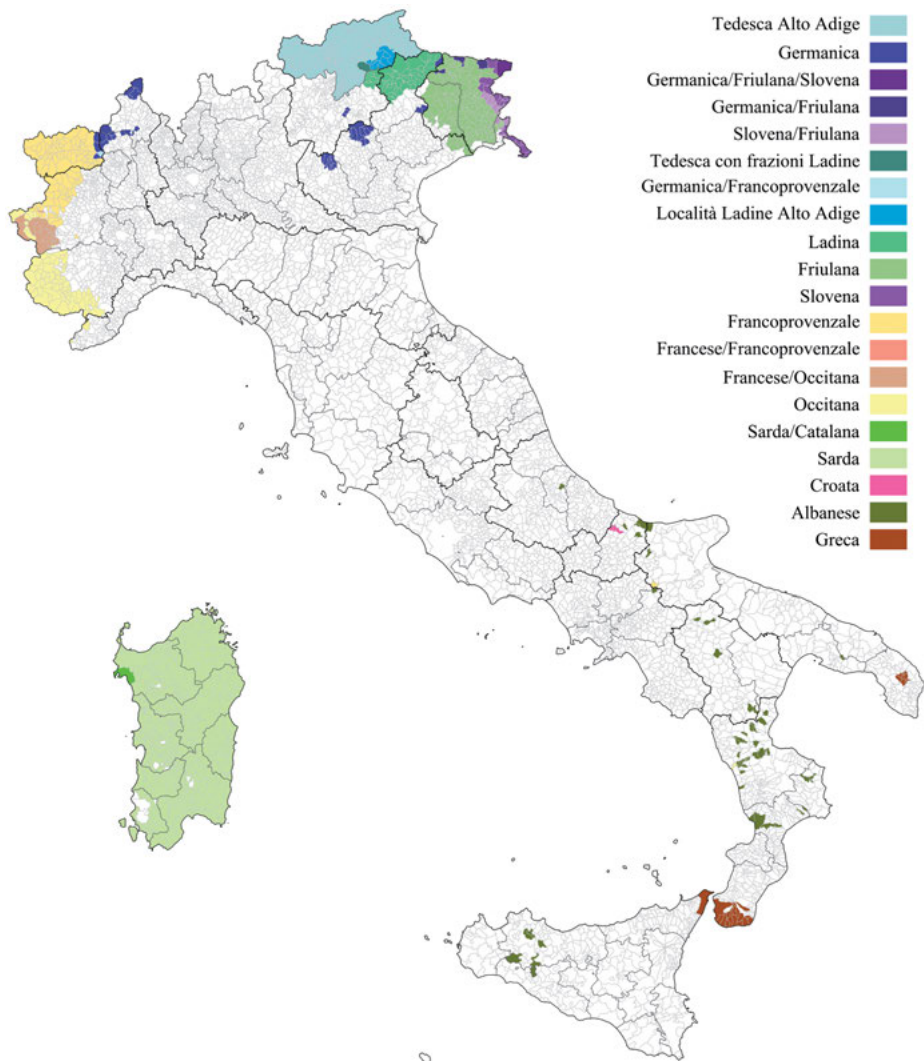 Tedesca Alto Adige
Germanica
Germanica/Friulana/Slovena
Germanica/Friulana
Slovena/Friulana
Tedesca con frazioni Ladine
Germanica/Francoprovenzale
Località Ladine Alto Adige
Ladina
Friulana
Slovena
Francoprovenzale
Francese/Francoprovenzale
Francese/Occitana
Occitana
Sarda/Catalana
Sarda
Croata
Albanese
Greca